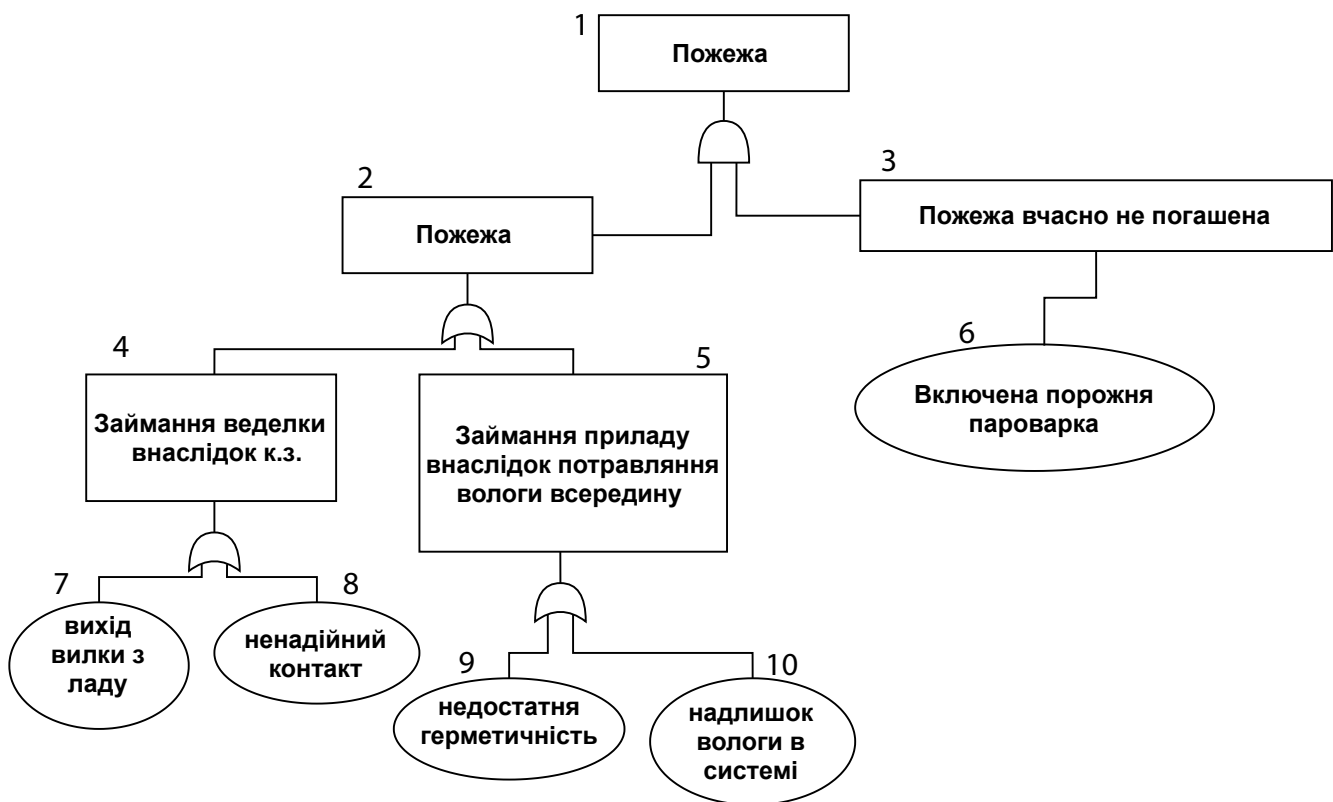 1
Пожежа
2
Пожежа
3
Пожежа вчасно не погашена
4
Займання веделки
внаслідок к.з.
5
Займання приладу
внаслідок потравляння
вологи всередину
6
Включена порожня
пароварка
7
вихід
вилки з
ладу
8
ненадійний
контакт
9
недостатня
герметичність
10
надлишок
вологи в
системі